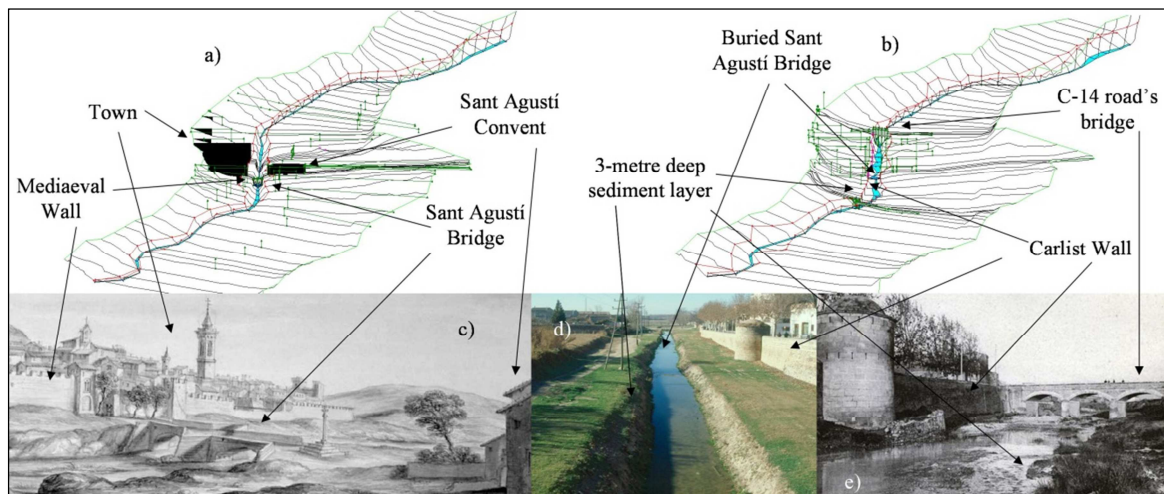 a)
Town
Mediaeval
Wall
Sant Agustí
Convent
Sant Agustí
Bridge
Buried Sant
Agustí Bridge
b)
C-14 road's
bridge
3-metre deep
sediment layer
Carlist Wall
c)
d)
e)